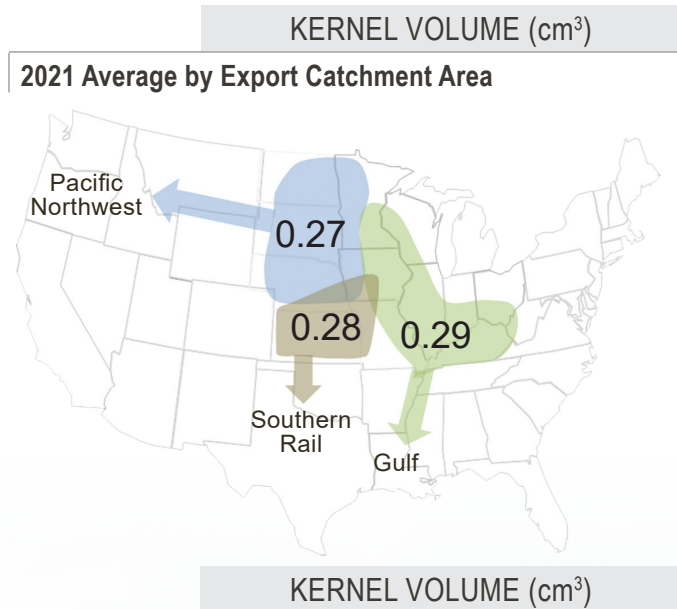 KERNEL VOLUME (cm³)
2021 Average by Export Catchment Area
Pacific
Northwest
0.27
0.28
0.29
Southern
Rail
Gulf
KERNEL VOLUME (cm³)